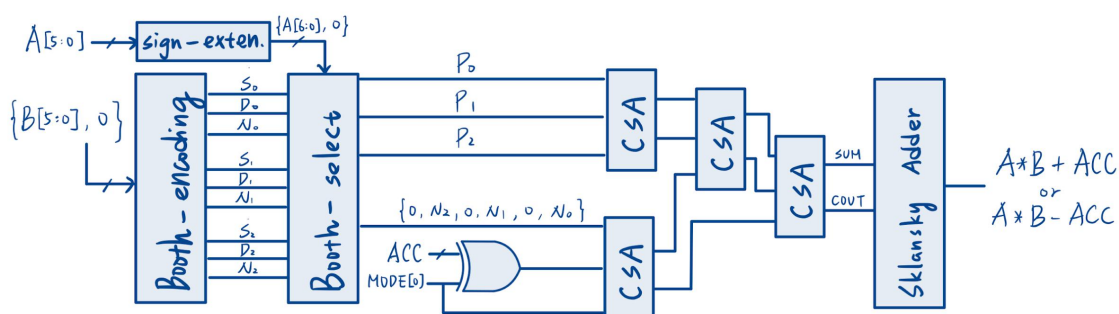 A[5:0]
sign-exten.
{A[6:0], 0}
{B[5:0], 0}
Booth-encoding
S₀
D₀
N₀
S₁
D₁
N₁
S₂
D₂
N₂
Booth-select
P₀
P₁
P₂
{0, N₂, 0, N₁, 0, N₀}
ACC
MODE[0]
CSA
CSA
CSA
CSA
SUM
COUT
Sklansky Adder
A*B + ACC
or
A*B - ACC